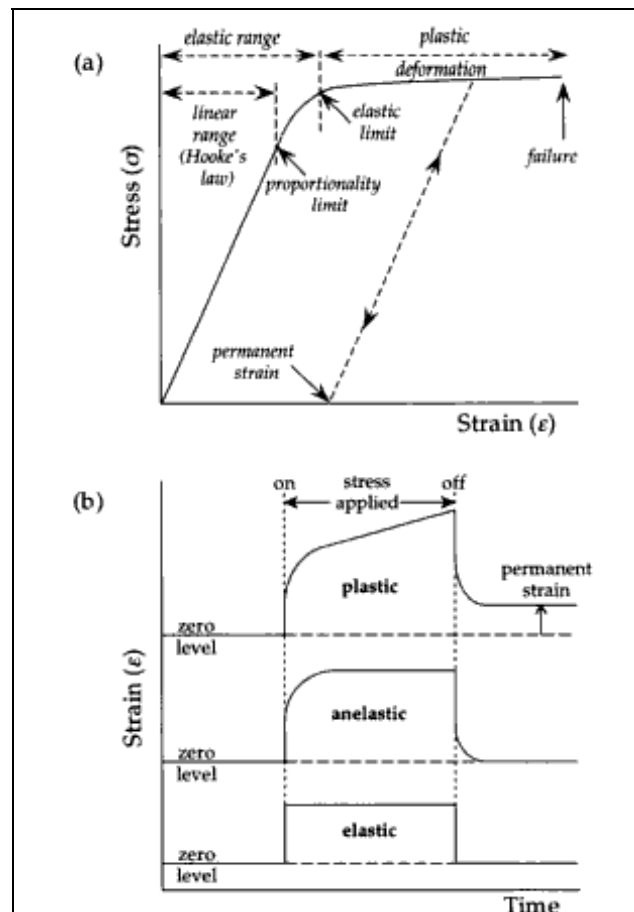 (a)
elastic range
plastic
deformation
linear
range
(Hooke's
law)
elastic
limit
proportionality
limit
failure
permanent
strain
Stress (σ)
Strain (ε)
(b)
on
stress
applied
off
plastic
permanent
strain
zero
level
anelastic
zero
level
elastic
zero
level
Strain (ε)
Time